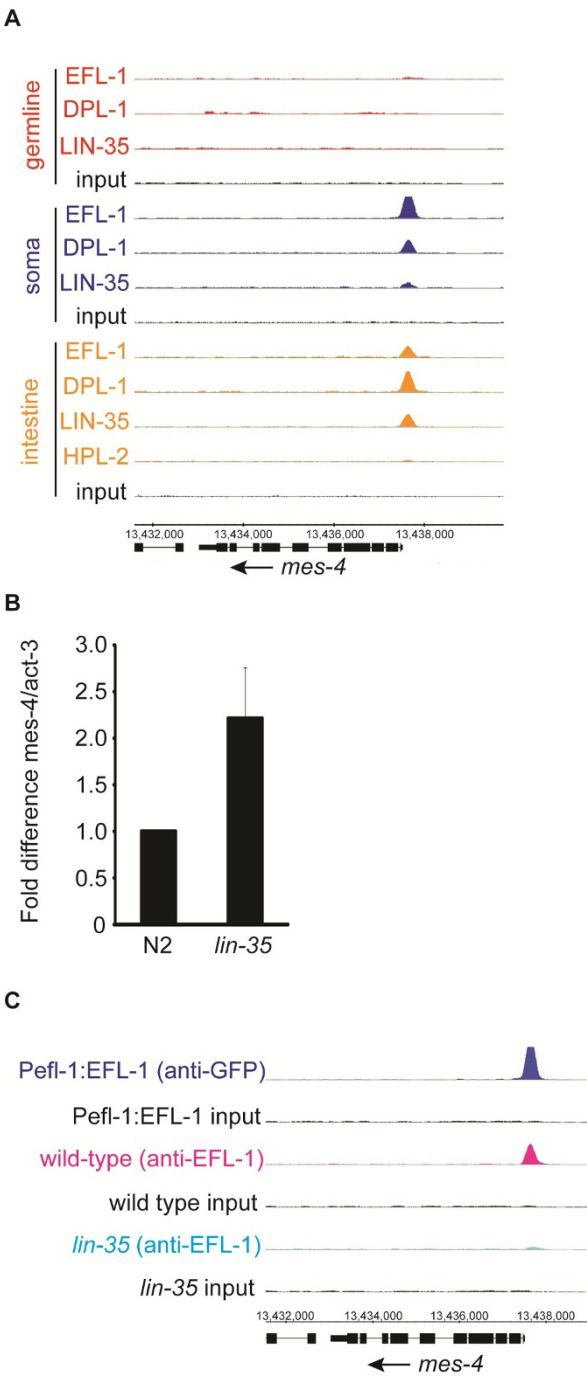 A
germline
EFL-1
DPL-1
LIN-35
input
soma
EFL-1
DPL-1
LIN-35
input
intestine
EFL-1
DPL-1
LIN-35
HPL-2
input
13,432,000 13,434,000 13,436,000 13,438,000
mes-4
B
Fold difference mes-4/act-3
3.0
2.5
2.0
1.5
1.0
0.5
0
N2 lin-35
C
Pefl-1:EFL-1 (anti-GFP)
Pefl-1:EFL-1 input
wild-type (anti-EFL-1)
wild type input
lin-35 (anti-EFL-1)
lin-35 input
13,432,000 13,434,000 13,436,000 13,438,000
mes-4